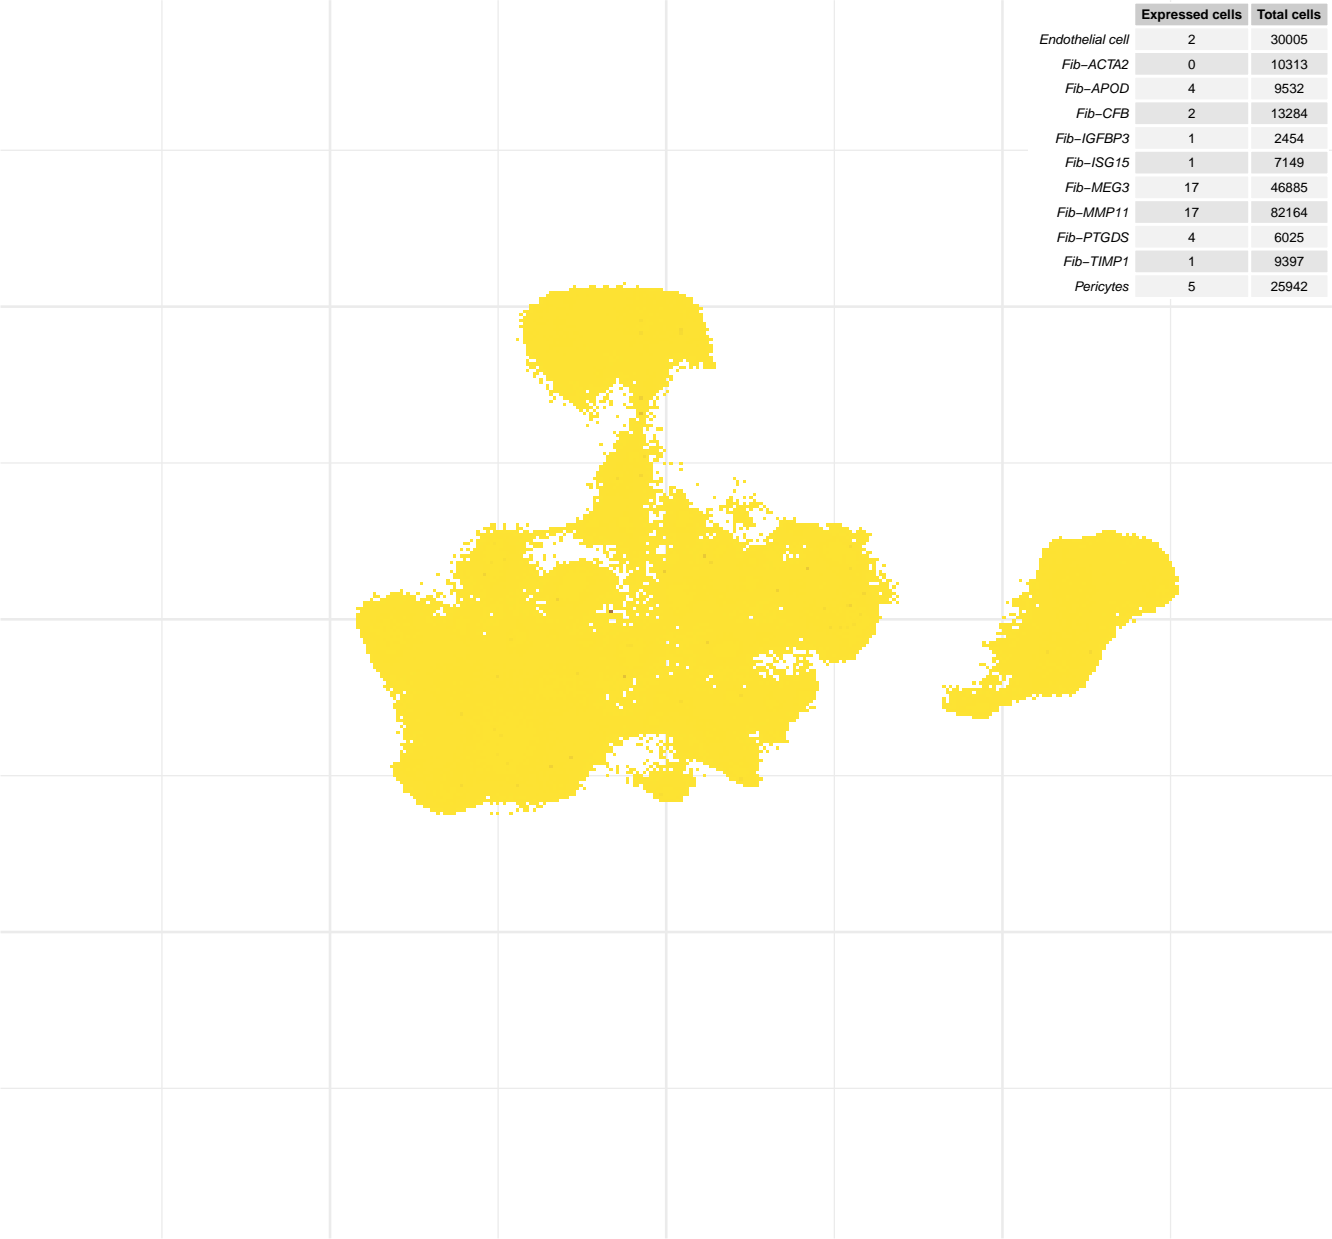 Expressed cells Total cells
Endothelial cell 2 30005
Fib−ACTA2 0 10313
Fib−APOD 4 9532
Fib−CFB 2 13284
Fib−IGFBP3 1 2454
Fib−ISG15 1 7149
Fib−MEG3 17 46885
Fib−MMP11 17 82164
Fib−PTGDS 4 6025
Fib−TIMP1 1 9397
Pericytes 5 25942